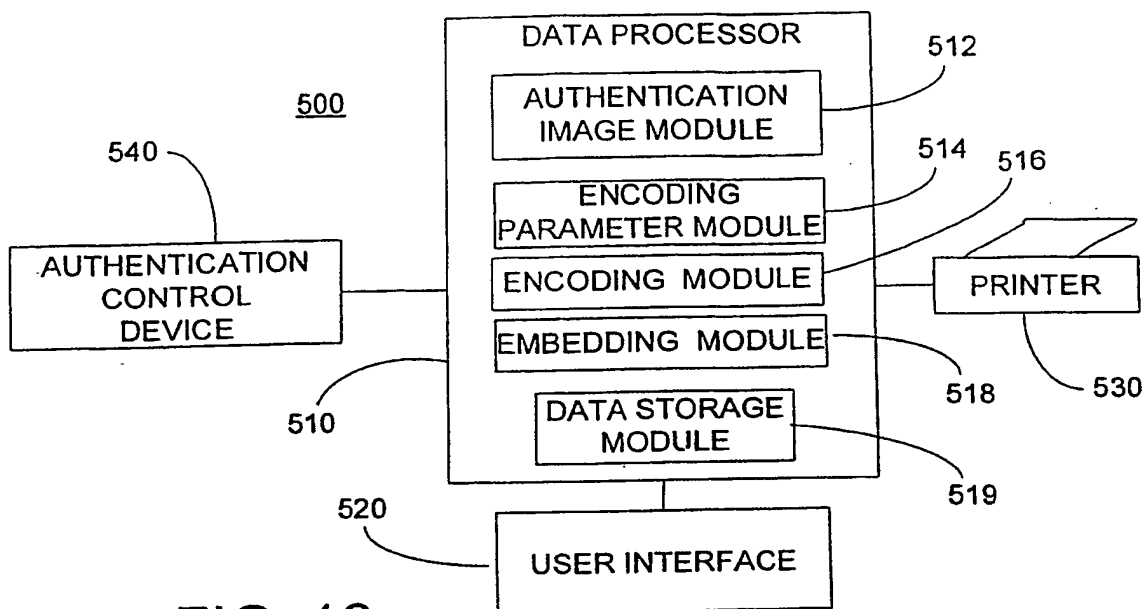 DATA PROCESSOR
512
AUTHENTICATION
IMAGE MODULE
500
540
514
516
ENCODING
PARAMETER MODULE
AUTHENTICATION
CONTROL
DEVICE
ENCODING MODULE
PRINTER
EMBEDDING MODULE
518
530
510
DATA STORAGE
MODULE
519
520
USER INTERFACE